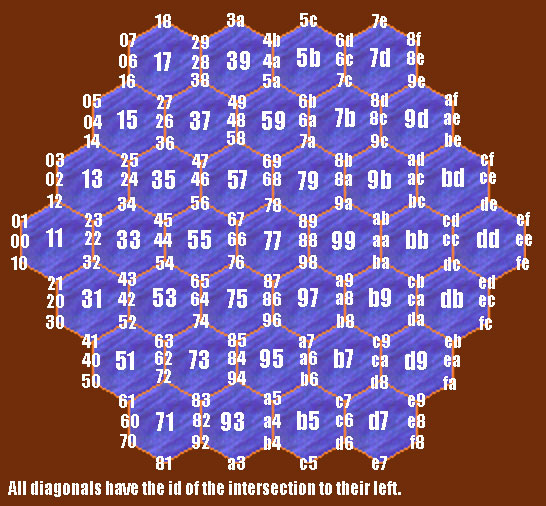 18 3a 5c 7e
07 29 4b 6d 8f
06 17 28 39 4a 5b 6c 7d 8e
16 38 5a 7c 9e
05 27 49 6b 8d af
04 15 26 37 48 59 6a 7b 8c 9d ae
14 36 58 7a 9c be
03 25 47 69 8b ad cf
02 13 24 35 46 57 68 79 8a 9b ac bd ce
12 34 56 78 9a bc de
01 23 45 67 89 ab cd ef
00 11 22 33 44 55 66 77 88 99 aa bb cc dd ee
10 32 54 76 98 ba dc fe
21 43 65 87 a9 cb ed
20 31 42 53 64 75 86 97 a8 b9 ca db ec
30 52 74 96 b8 da fc
41 63 85 a7 c9 eb
40 51 62 73 84 95 a6 b7 ca d9 ea
50 72 94 b6 d8 fa
61 83 a5 c7 e9
60 71 82 93 a4 b5 c6 d7 e8
70 92 b4 d6 f8
81 a3 c5 e7
All diagonals have the id of the intersection to their left.